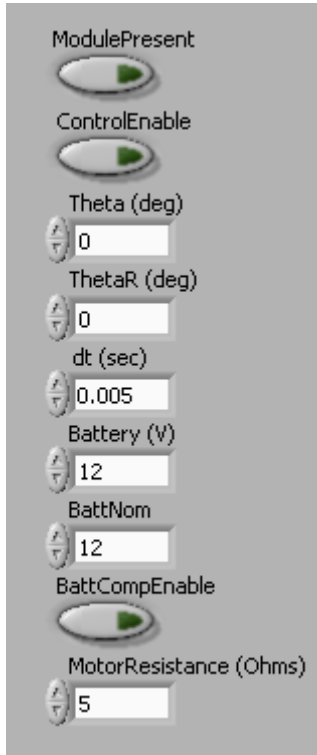 ModulePresent
ControlEnable
Theta (deg)
0
ThetaR (deg)
0
dt (sec)
0.005
Battery (V)
12
BattNom
12
BattCompEnable
MotorResistance (Ohms)
5